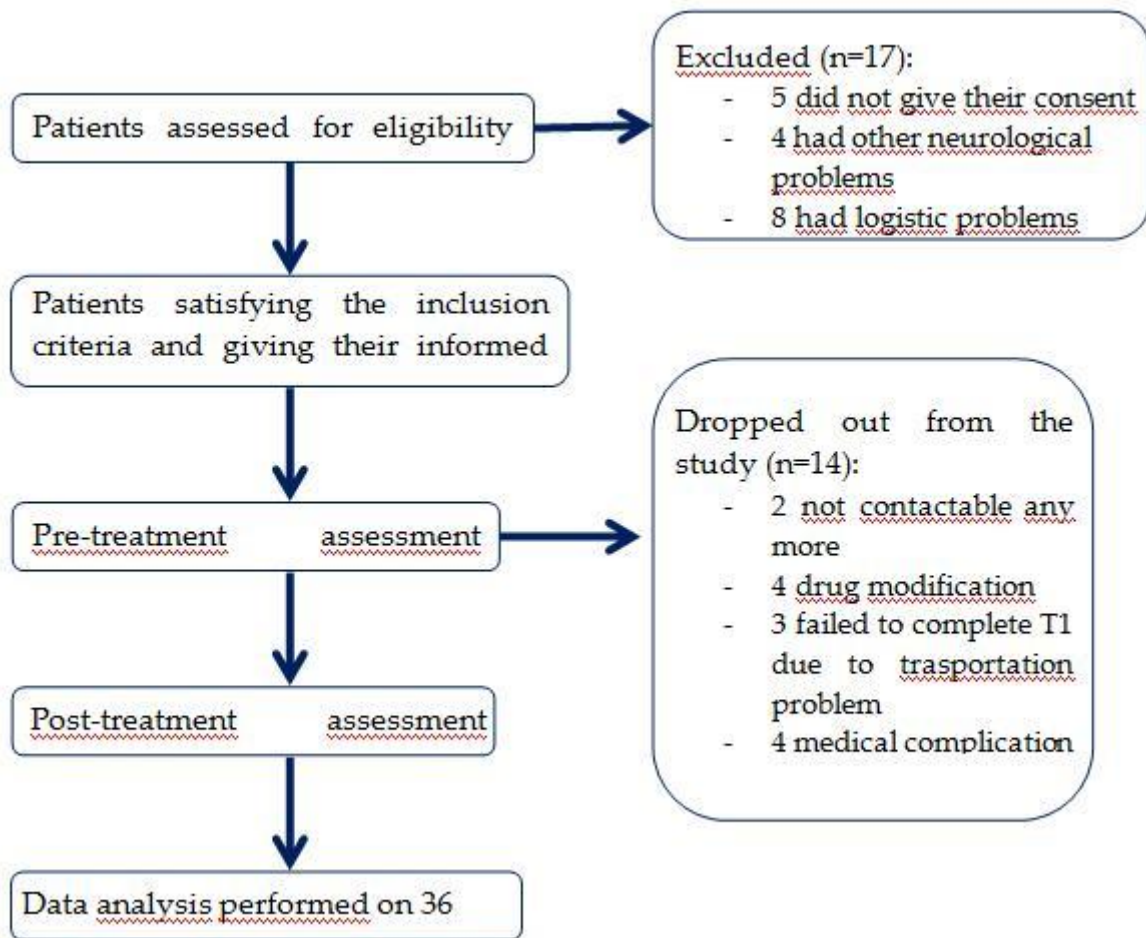 Patients assessed for eligibility
Excluded (n=17):
- 5 did not give their consent
- 4 had other neurological
problems
- 8 had logistic problems
Patients satisfying the inclusion
criteria and giving their informed
Pre-treatment assessment
Dropped out from the
study (n=14):
- 2 not contactable any
more
- 4 drug modification
- 3 failed to complete T1
due to trasportation
problem
- 4 medical complication
Post-treatment assessment
Data analysis performed on 36